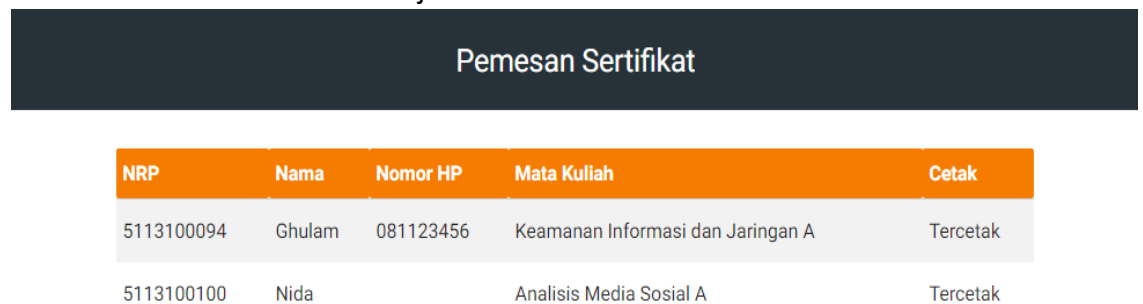 Pemesan Sertifikat
NRP Nama Nomor HP Mata Kuliah Cetak
5113100094 Ghulam 081123456 Keamanan Informasi dan Jaringan A Tercetak
5113100100 Nida Analisis Media Sosial A Tercetak